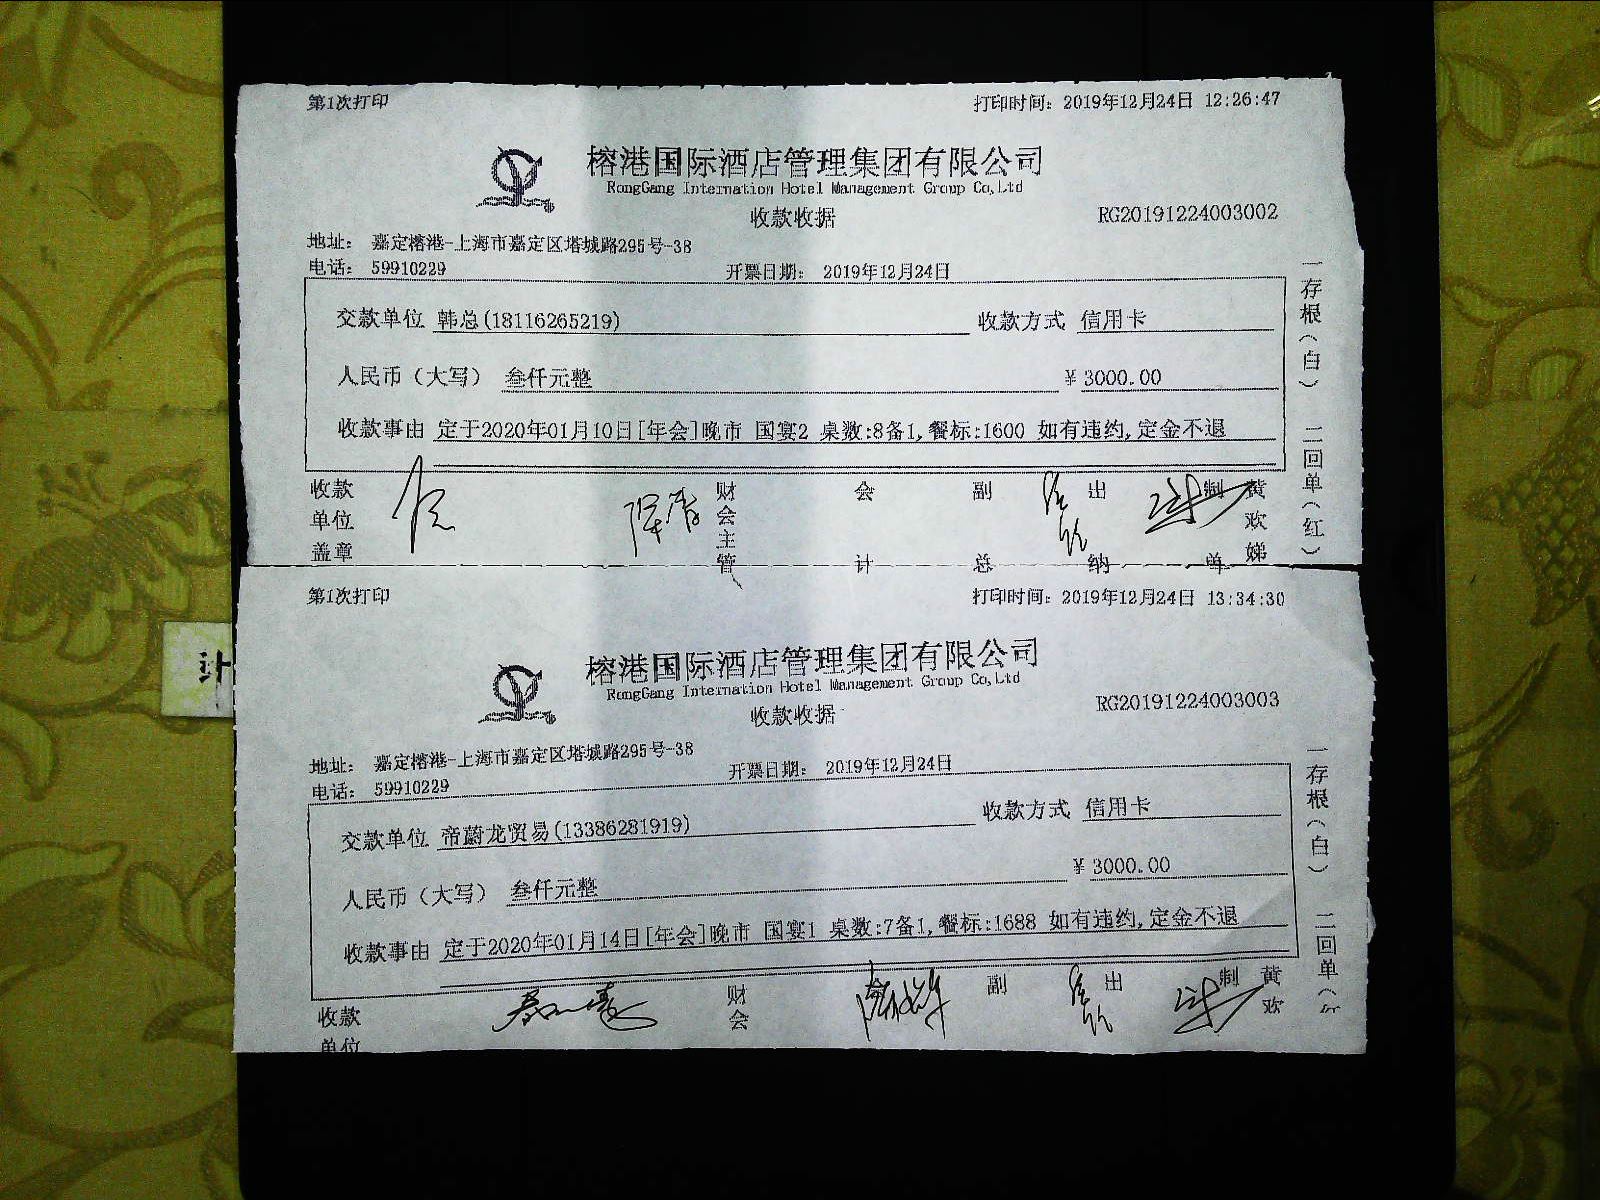 第1次打印 打印时间：2019年12月24日 12:26:47
榕港国际酒店管理集团有限公司
RongGang Internation Hotel Management Group Co,Ltd
收款收据 RG20191224003002
地址： 嘉定榕港-上海市嘉定区塔城路295号-38
电话： 59910229 开票日期： 2019年12月24日
交款单位 韩总(18116265219) 收款方式 信用卡
人民币（大写） 叁仟元整 ￥3000.00
收款事由 定于2020年01月10日[年会]晚市 国宴2 桌数:8备1,餐标:1600 如有违约,定金不退
一存根（白） 二回单（红）
收款单位盖章 财会主管 会计 副总 出纳 制单 黄欢娣
第1次打印 打印时间：2019年12月24日 13:34:30
榕港国际酒店管理集团有限公司
RongGang Internation Hotel Management Group Co,Ltd
收款收据 RG20191224003003
地址： 嘉定榕港-上海市嘉定区塔城路295号-38
电话： 59910229 开票日期： 2019年12月24日
交款单位 帝蔚龙贸易(13386281919) 收款方式 信用卡
人民币（大写） 叁仟元整 ￥3000.00
收款事由 定于2020年01月14日[年会]晚市 国宴1 桌数:7备1,餐标:1688 如有违约,定金不退
一存根（白） 二回单（
收款单位 财会 副 出 制 黄欢